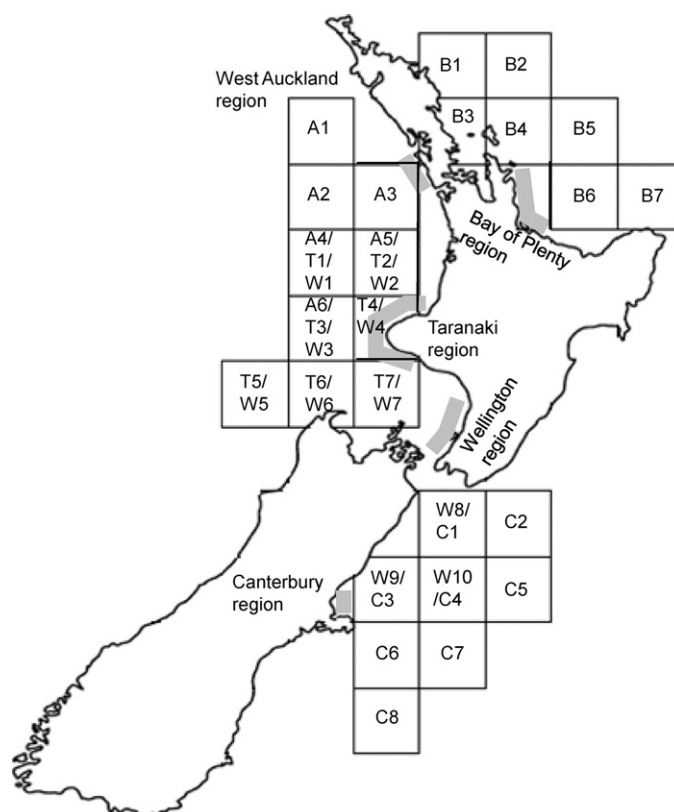 West Auckland
region
B1
B2
A1
B3
B4
B5
A2
A3
B6
B7
Bay of Plenty
region
A4/
T1/
W1
A5/
T2/
W2
A6/
T3/
W3
T4/
W4
Taranaki
region
T5/
W5
T6/
W6
T7/
W7
Wellington
region
W8/
C1
C2
Canterbury
region
W9/
C3
W10
/C4
C5
C6
C7
C8